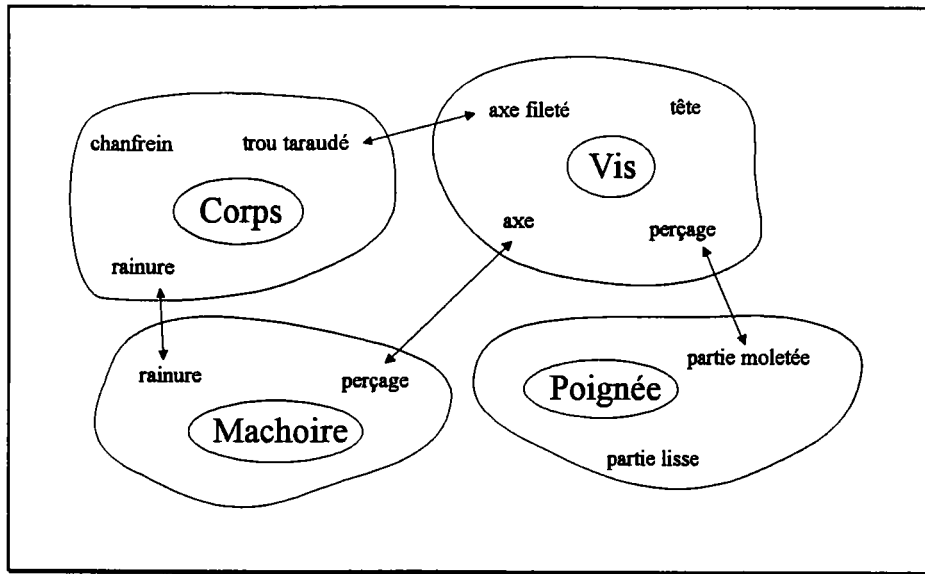 chanfrein
trou taraudé
Corps
rainure
axe fileté
tête
Vis
axe
perçage
rainure
perçage
Machoire
partie moletée
Poignée
partie lisse